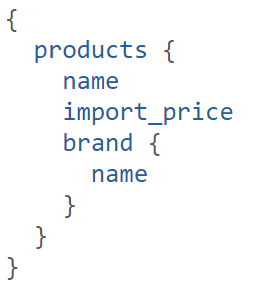 {
  products {
    name
    import_price
    brand {
      name
    }
  }
}